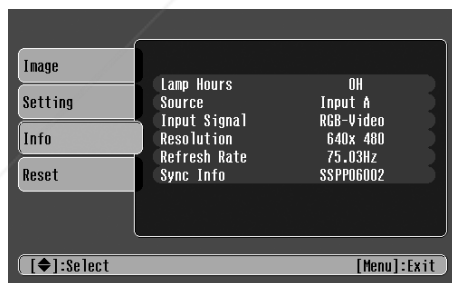 Image
Setting
Info
Reset
Lamp Hours 0H
Source Input A
Input Signal RGB-Video
Resolution 640x 480
Refresh Rate 75.03Hz
Sync Info SSPP06002
[◆]:Select [Menu]:Exit